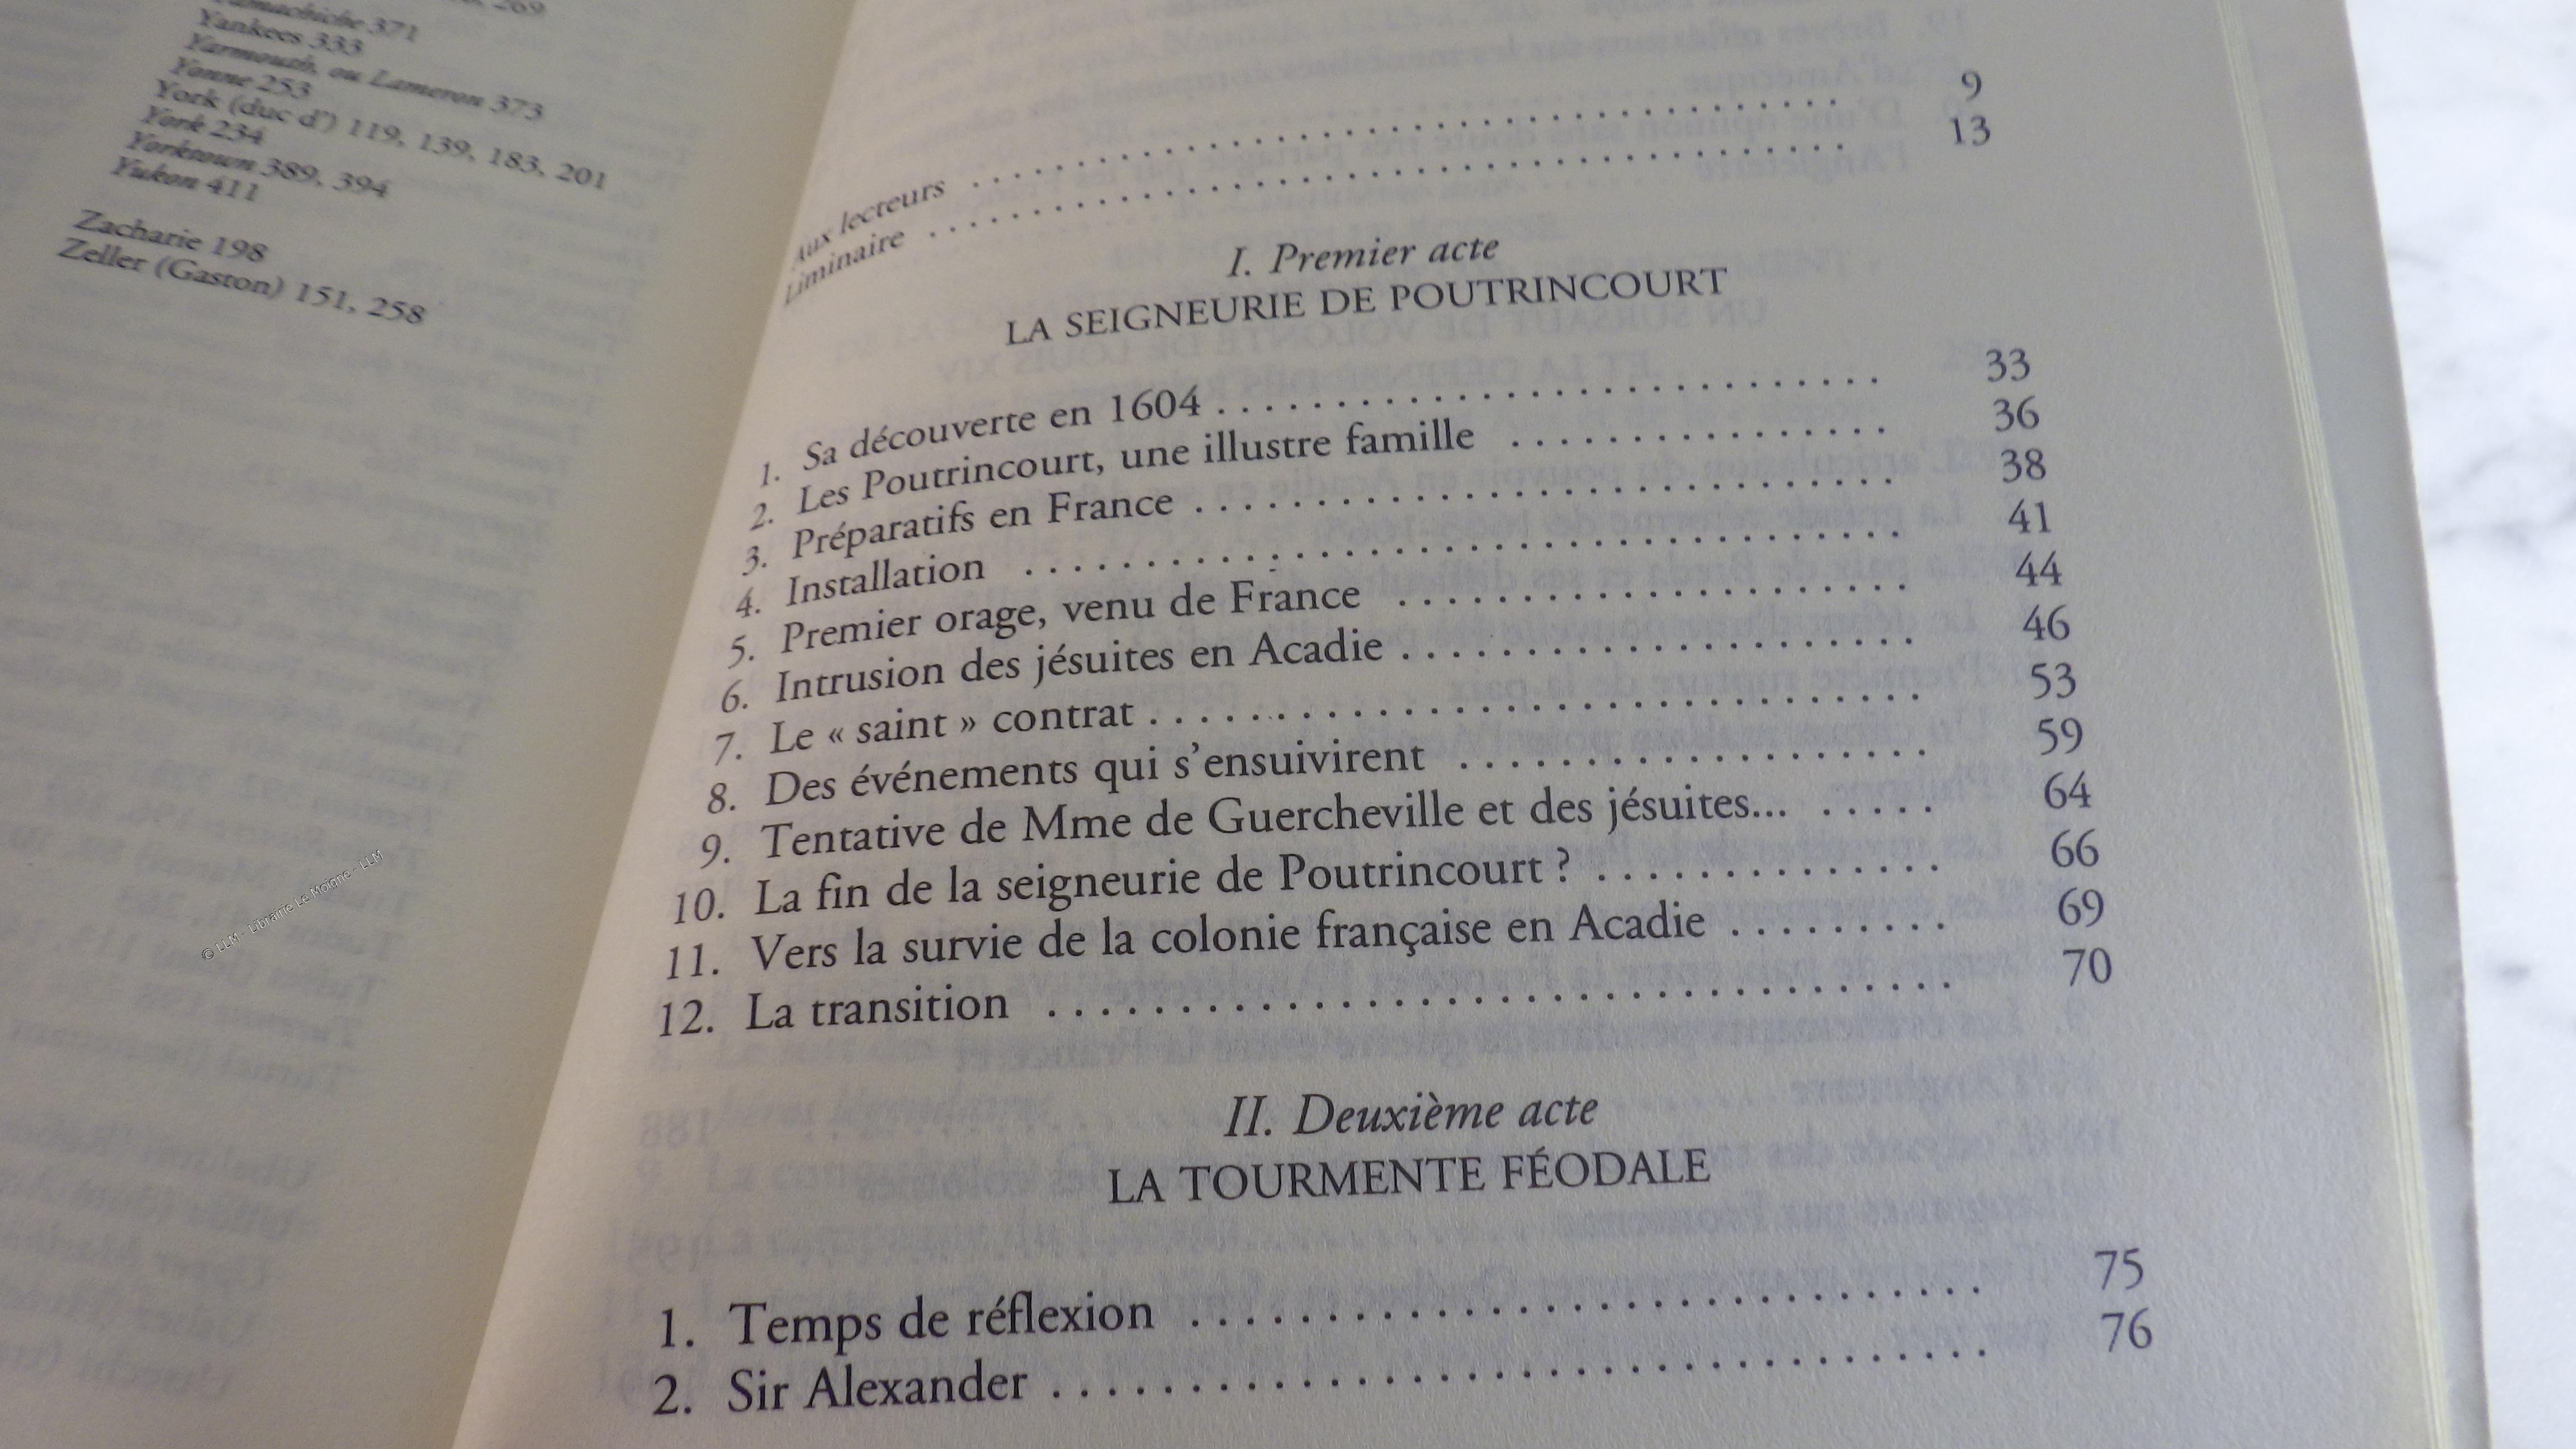 269
371
Yankees 333
Yarmouth, ou Lameron 373
Yonne 253
York (duc d') 119, 139, 183, 201
York 234
Yorktown 389, 394
Yukon 411
Zacharie 198
Zeller (Gaston) 151, 258
© LLM - Librairie Le Moigne - LLM
Aux lecteurs . . . . . . . . . . . . . . . . . . . . . . . . . . . . . . . . . . . . . . . 9
Liminaire . . . . . . . . . . . . . . . . . . . . . . . . . . . . . . . . . . . . . . . . . 13
I. Premier acte
LA SEIGNEURIE DE POUTRINCOURT
1. Sa découverte en 1604 . . . . . . . . . . . . . . . . . . . . . . . . . . . . 33
2. Les Poutrincourt, une illustre famille . . . . . . . . . . . . . . . . 36
3. Préparatifs en France . . . . . . . . . . . . . . . . . . . . . . . . . . . . . 38
4. Installation . . . . . . . . . . . . . . . . . . . . . . . . . . . . . . . . . . . . 41
5. Premier orage, venu de France . . . . . . . . . . . . . . . . . . . . . 44
6. Intrusion des jésuites en Acadie . . . . . . . . . . . . . . . . . . . . . 46
7. Le « saint » contrat . . . . . . . . . . . . . . . . . . . . . . . . . . . . . . . 53
8. Des événements qui s'ensuivirent . . . . . . . . . . . . . . . . . . . 59
9. Tentative de Mme de Guercheville et des jésuites... . . . . . 64
10. La fin de la seigneurie de Poutrincourt ? . . . . . . . . . . . . . . 66
11. Vers la survie de la colonie française en Acadie . . . . . . . . . 69
12. La transition . . . . . . . . . . . . . . . . . . . . . . . . . . . . . . . . . . . 70
II. Deuxième acte
LA TOURMENTE FÉODALE
1. Temps de réflexion . . . . . . . . . . . . . . . . . . . . . . . . . . . . . . 75
2. Sir Alexander . . . . . . . . . . . . . . . . . . . . . . . . . . . . . . . . . . . 76